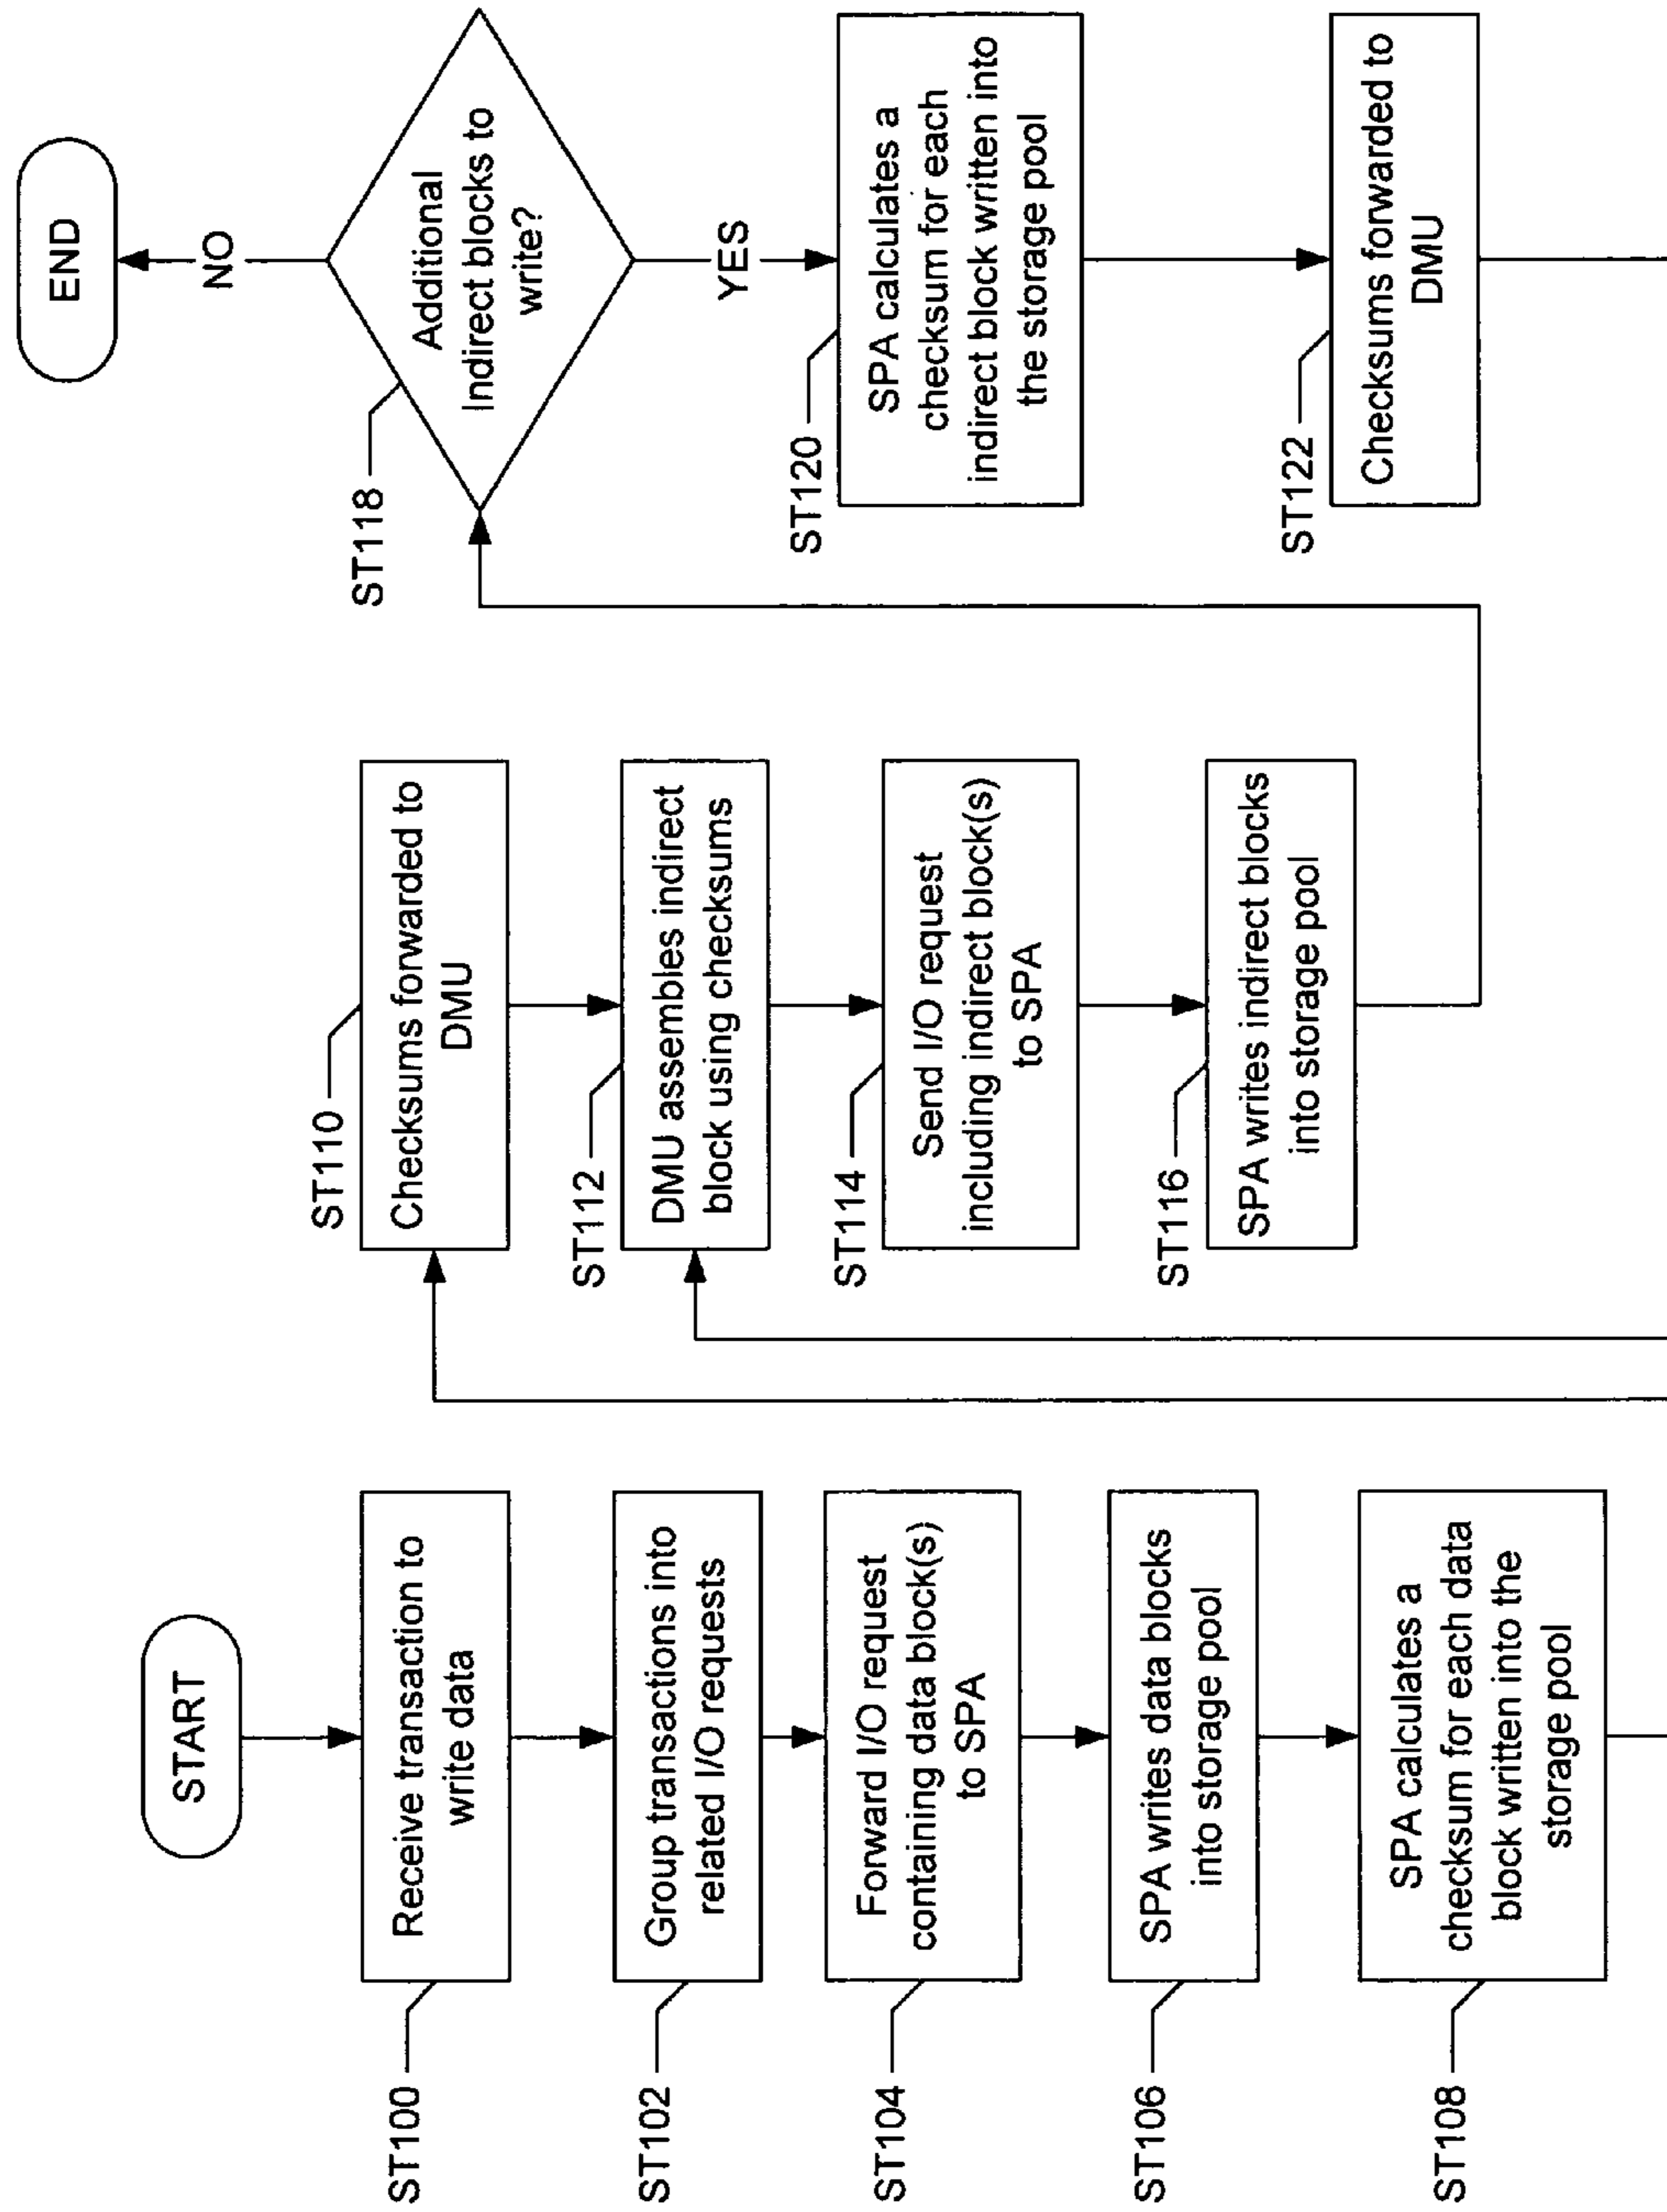 START
ST100
Receive transaction to
write data
ST102
Group transactions into
related I/O requests
ST104
Forward I/O request
containing data block(s)
to SPA
ST106
SPA writes data blocks
into storage pool
ST108
SPA calculates a
checksum for each data
block written into the
storage pool
ST110
Checksums forwarded to
DMU
ST112
DMU assembles indirect
block using checksums
ST114
Send I/O request
including indirect block(s)
to SPA
ST116
SPA writes indirect blocks
into storage pool
END
NO
ST118
Additional
Indirect blocks to
write?
YES
ST120
SPA calculates a
checksum for each
indirect block written into
the storage pool
ST122
Checksums forwarded to
DMU